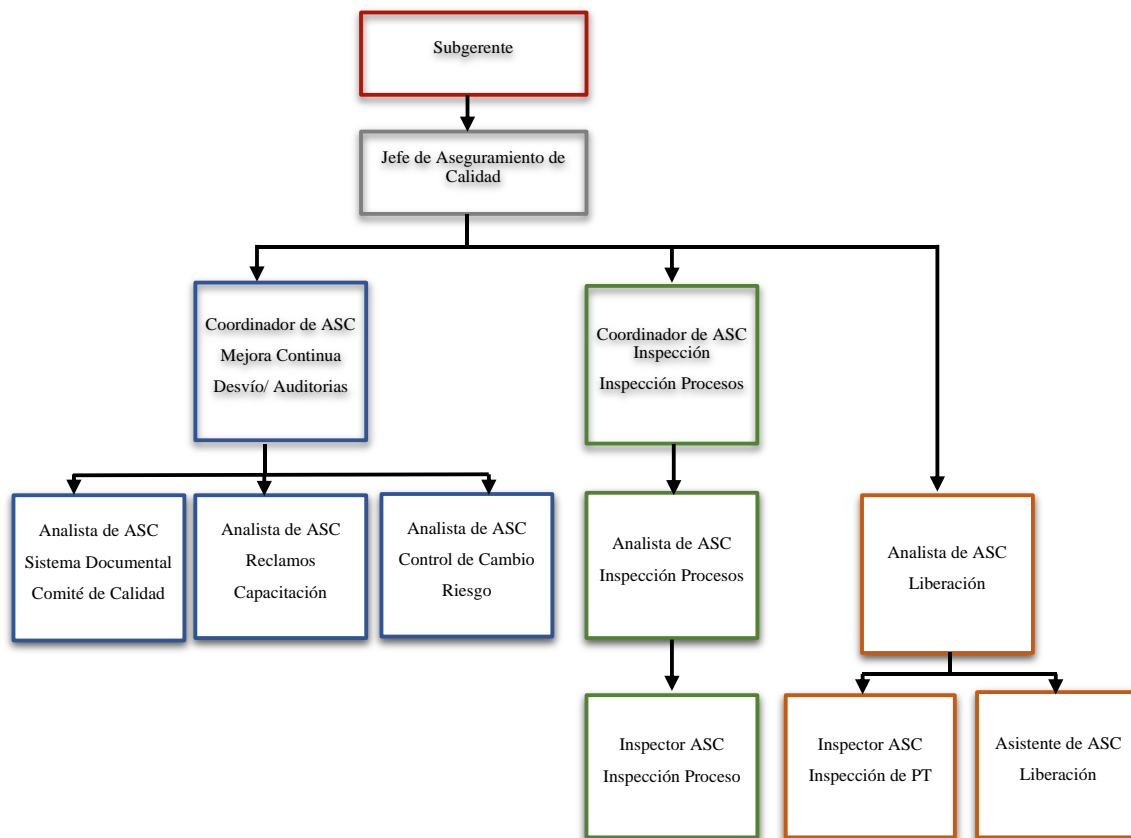 Subgerente
Jefe de Aseguramiento de
Calidad
Coordinador de ASC
Mejora Continua
Desvío/ Auditorias
Coordinador de ASC
Inspección
Inspección Procesos
Analista de ASC
Sistema Documental
Comité de Calidad
Analista de ASC
Reclamos
Capacitación
Analista de ASC
Control de Cambio
Riesgo
Analista de ASC
Inspección Procesos
Analista de ASC
Liberación
Inspector ASC
Inspección Proceso
Inspector ASC
Inspección de PT
Asistente de ASC
Liberación